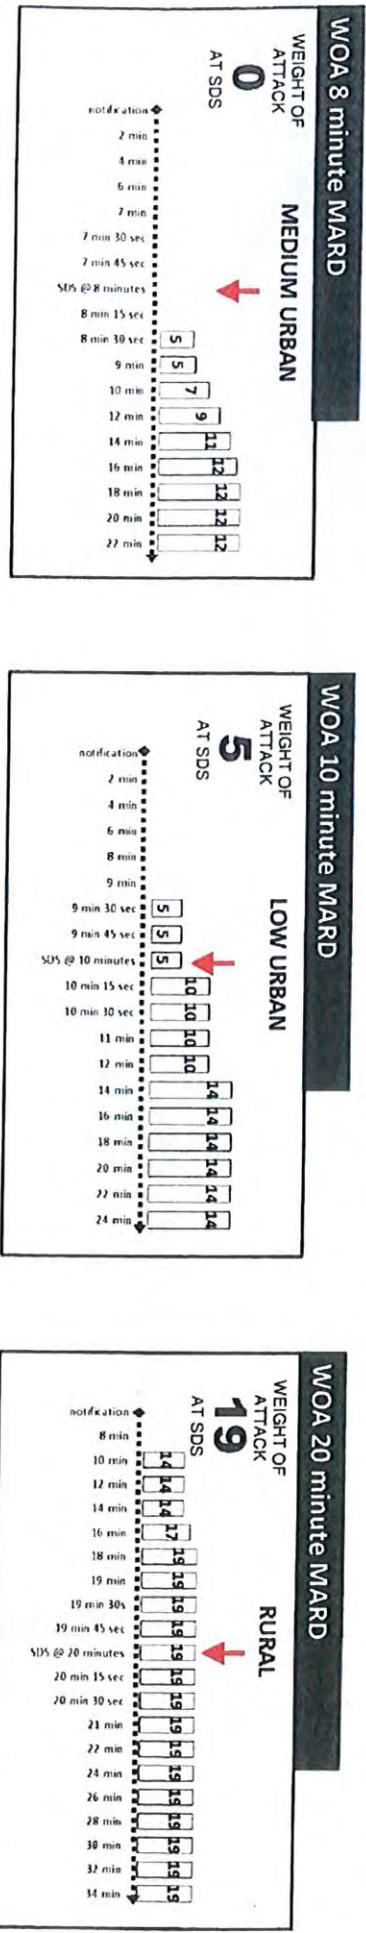 WOA 8 minute MARD
WEIGHT OF
ATTACK
0
AT SDS
MEDIUM URBAN
notification
2 min
4 min
6 min
7 min
7 min 30 sec
7 min 45 sec
SDS @ 8 minutes
8 min 15 sec
8 min 30 sec 5
9 min 5
10 min 7
12 min 9
14 min 11
16 min 12
18 min 12
20 min 12
22 min 12
WOA 10 minute MARD
WEIGHT OF
ATTACK
5
AT SDS
LOW URBAN
notification
2 min
4 min
6 min
8 min
9 min
9 min 30 sec 5
9 min 45 sec 5
SDS @ 10 minutes 5
10 min 15 sec 10
10 min 30 sec 10
11 min 10
12 min 10
14 min 14
16 min 14
18 min 14
20 min 14
22 min 14
24 min 14
WOA 20 minute MARD
WEIGHT OF
ATTACK
19
AT SDS
RURAL
notification
8 min
10 min 14
12 min 14
14 min 14
16 min 17
18 min 19
19 min 19
19 min 30s 19
19 min 45 sec 19
SDS @ 20 minutes 19
20 min 15 sec 19
20 min 30 sec 19
21 min 19
22 min 19
24 min 19
26 min 19
28 min 19
30 min 19
32 min 19
34 min 19